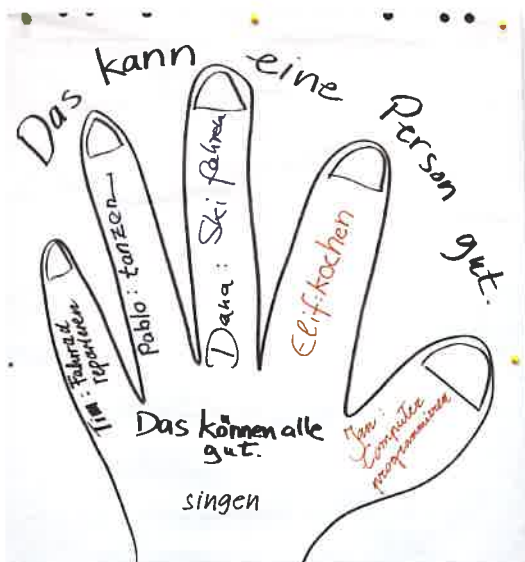 Das kann eine Person gut.
Tim: Fahrrad
reparieren
Pablo: tanzen
Dana: Ski fahren
Elif: kochen
Jan:
Computer
programmieren
Das können alle
gut.
singen